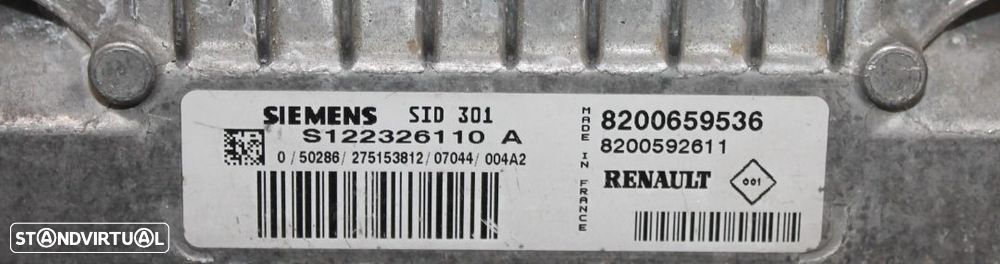 SIEMENS SID 301
S122326110 A
0/50286/275153812/07044/004A2
MADE IN FRANCE
8200659536
8200592611
RENAULT 001
STANDVIRTUAL